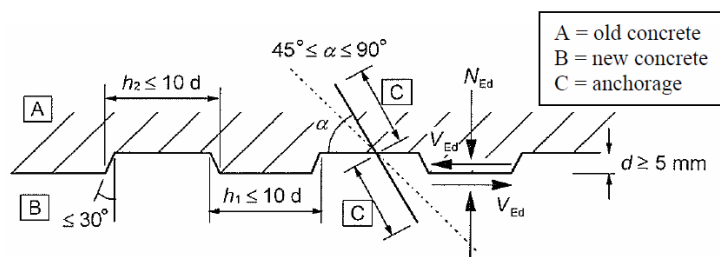 45° ≤ α ≤ 90°
A = old concrete
B = new concrete
C = anchorage
h₂ ≤ 10 d
C
N_Ed
A
α
V_Ed
d ≥ 5 mm
B
≤ 30°
h₁ ≤ 10 d
C
V_Ed